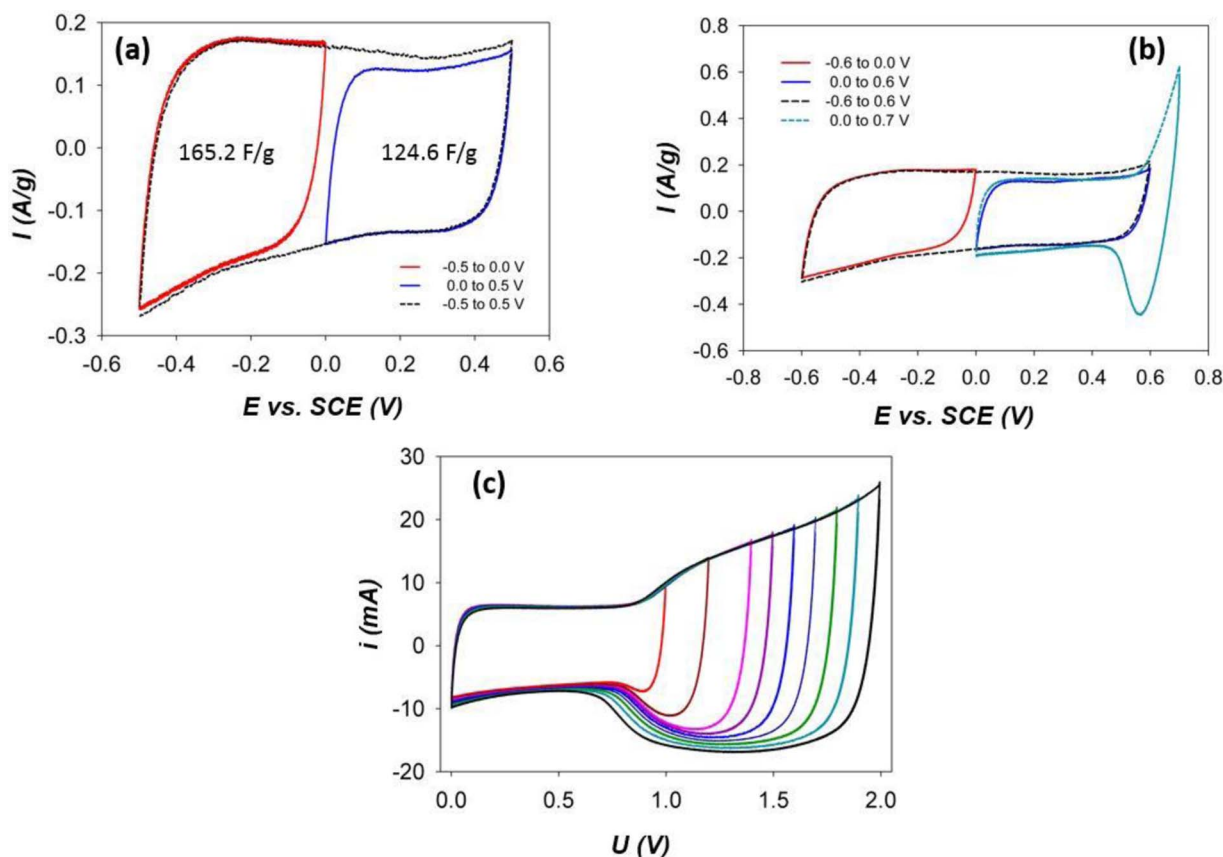 (a)
0.2
0.1
0.0
-0.1
-0.2
-0.3
I (A/g)
165.2 F/g
124.6 F/g
-0.5 to 0.0 V
0.0 to 0.5 V
-0.5 to 0.5 V
-0.6 -0.4 -0.2 0.0 0.2 0.4 0.6
E vs. SCE (V)
(b)
0.8
0.6
0.4
0.2
0.0
-0.2
-0.4
-0.6
I (A/g)
-0.6 to 0.0 V
0.0 to 0.6 V
-0.6 to 0.6 V
0.0 to 0.7 V
-0.8 -0.6 -0.4 -0.2 0.0 0.2 0.4 0.6 0.8
E vs. SCE (V)
(c)
30
20
10
0
-10
-20
i (mA)
0.0 0.5 1.0 1.5 2.0
U (V)